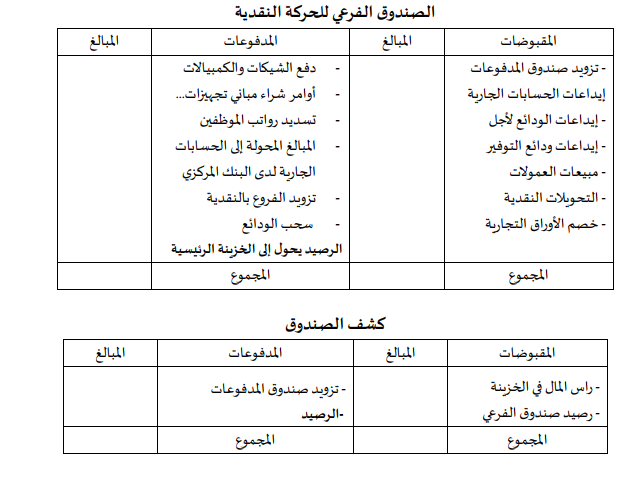 الصندوق الفرعي للحركة النقدية
المقبوضات المبالغ المدفوعات المبالغ
- تزويد صندوق المدفوعات
إيداعات الحسابات الجارية
- إيداعات الودائع لأجل
- إيداعات ودائع التوفير
- مبيعات العمولات
- التحويلات النقدية
- خصم الأوراق التجارية
- دفع الشيكات والكمبيالات
- أوامر شراء مباني تجهيزات...
- تسديد رواتب الموظفين
- المبالغ المحولة إلى الحسابات
الجارية لدى البنك المركزي
- تزويد الفروع بالنقدية
- سحب الودائع
الرصيد يحول إلى الخزينة الرئيسية
المجموع المجموع
كشف الصندوق
المقبوضات المبالغ المدفوعات المبالغ
- راس المال في الخزينة
- رصيد صندوق الفرعي
- تزويد صندوق المدفوعات
-الرصيد
المجموع المجموع